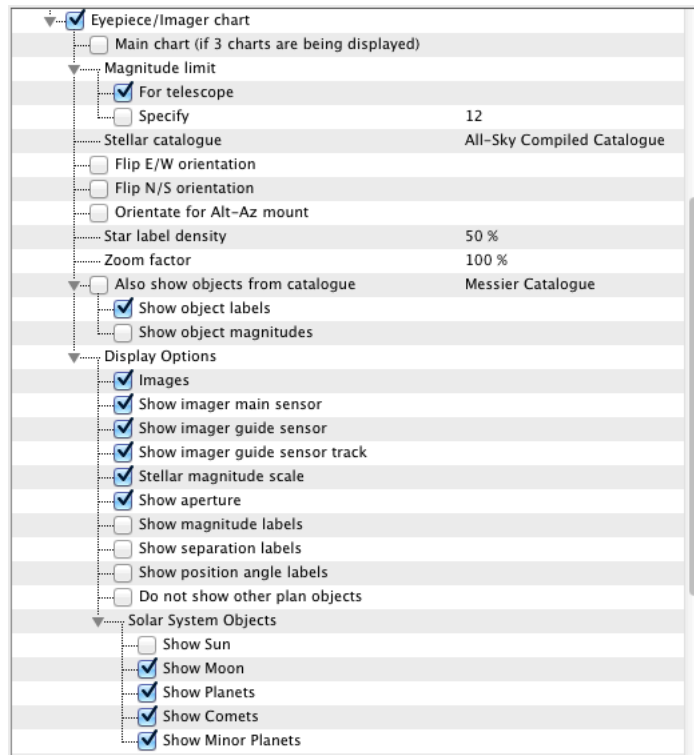 Eyepiece/Imager chart
Main chart (if 3 charts are being displayed)
Magnitude limit
For telescope
Specify 12
Stellar catalogue All-Sky Compiled Catalogue
Flip E/W orientation
Flip N/S orientation
Orientate for Alt-Az mount
Star label density 50 %
Zoom factor 100 %
Also show objects from catalogue Messier Catalogue
Show object labels
Show object magnitudes
Display Options
Images
Show imager main sensor
Show imager guide sensor
Show imager guide sensor track
Stellar magnitude scale
Show aperture
Show magnitude labels
Show separation labels
Show position angle labels
Do not show other plan objects
Solar System Objects
Show Sun
Show Moon
Show Planets
Show Comets
Show Minor Planets